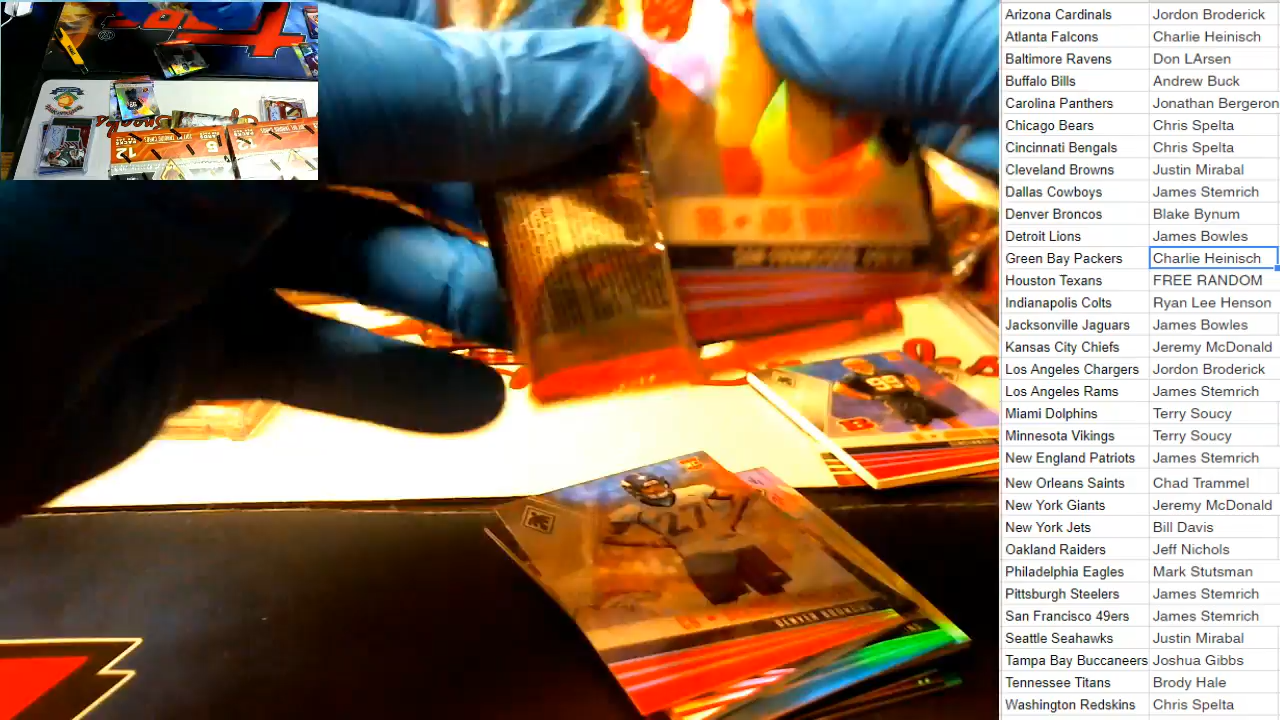 Arizona Cardinals Jordon Broderick
Atlanta Falcons Charlie Heinisch
Baltimore Ravens Don LArsen
Buffalo Bills Andrew Buck
Carolina Panthers Jonathan Bergeron
Chicago Bears Chris Spelta
Cincinnati Bengals Chris Spelta
Cleveland Browns Justin Mirabal
Dallas Cowboys James Stemrich
Denver Broncos Blake Bynum
Detroit Lions James Bowles
Green Bay Packers Charlie Heinisch
Houston Texans FREE RANDOM
Indianapolis Colts Ryan Lee Henson
Jacksonville Jaguars James Bowles
Kansas City Chiefs Jeremy McDonald
Los Angeles Chargers Jordon Broderick
Los Angeles Rams James Stemrich
Miami Dolphins Terry Soucy
Minnesota Vikings Terry Soucy
New England Patriots James Stemrich
New Orleans Saints Chad Trammel
New York Giants Jeremy McDonald
New York Jets Bill Davis
Oakland Raiders Jeff Nichols
Philadelphia Eagles Mark Stutsman
Pittsburgh Steelers James Stemrich
San Francisco 49ers James Stemrich
Seattle Seahawks Justin Mirabal
Tampa Bay Buccaneers Joshua Gibbs
Tennessee Titans Brody Hale
Washington Redskins Chris Spelta
27
DENVER BRONCOS
12
6
12